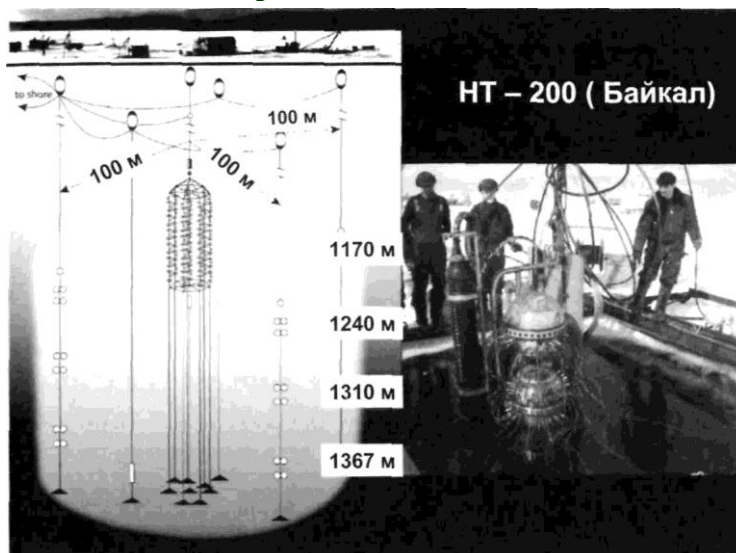 НТ – 200 ( Байкал)
to shore
100 м
100 м
100 м
1170 м
1240 м
1310 м
1367 м